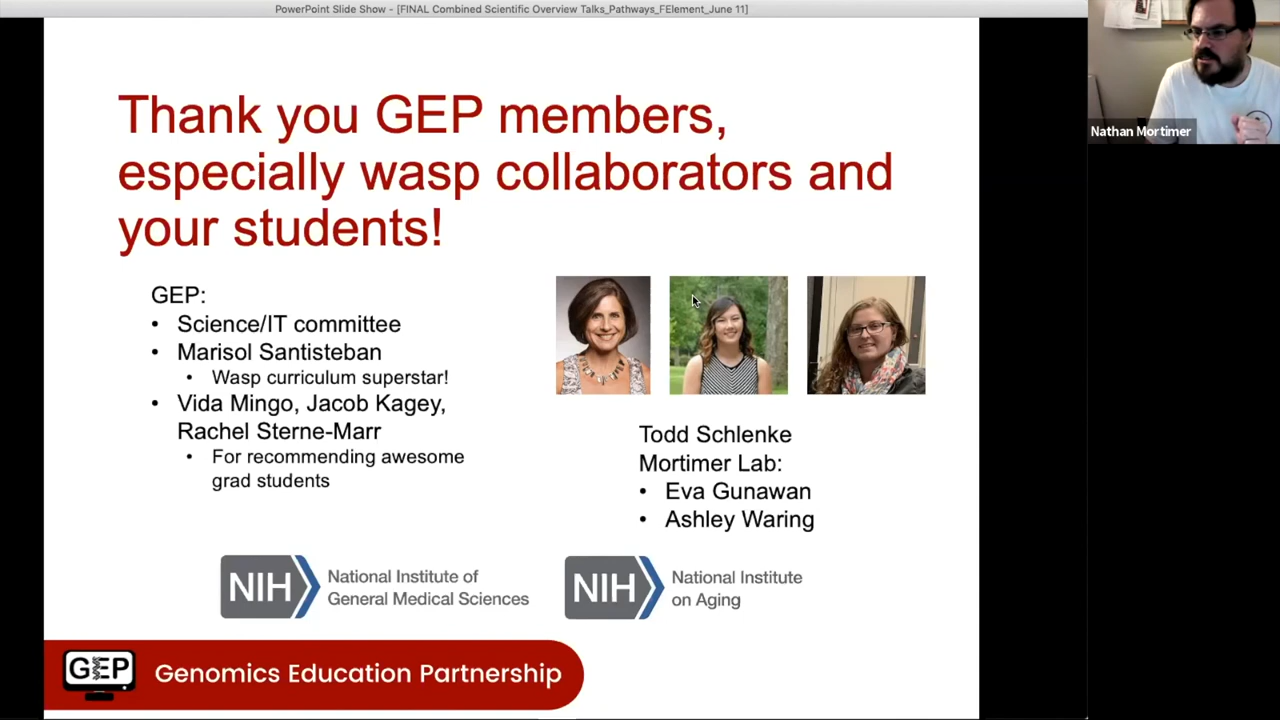 PowerPoint Slide Show - [FINAL Combined Scientific Overview Talks_Pathways_FElement_June 11]
Nathan Mortimer
Thank you GEP members,
especially wasp collaborators and
your students!
GEP:
• Science/IT committee
• Marisol Santisteban
• Wasp curriculum superstar!
• Vida Mingo, Jacob Kagey,
Rachel Sterne-Marr
• For recommending awesome
grad students
Todd Schlenke
Mortimer Lab:
• Eva Gunawan
• Ashley Waring
NIH National Institute of
General Medical Sciences
NIH National Institute
on Aging
GEP Genomics Education Partnership